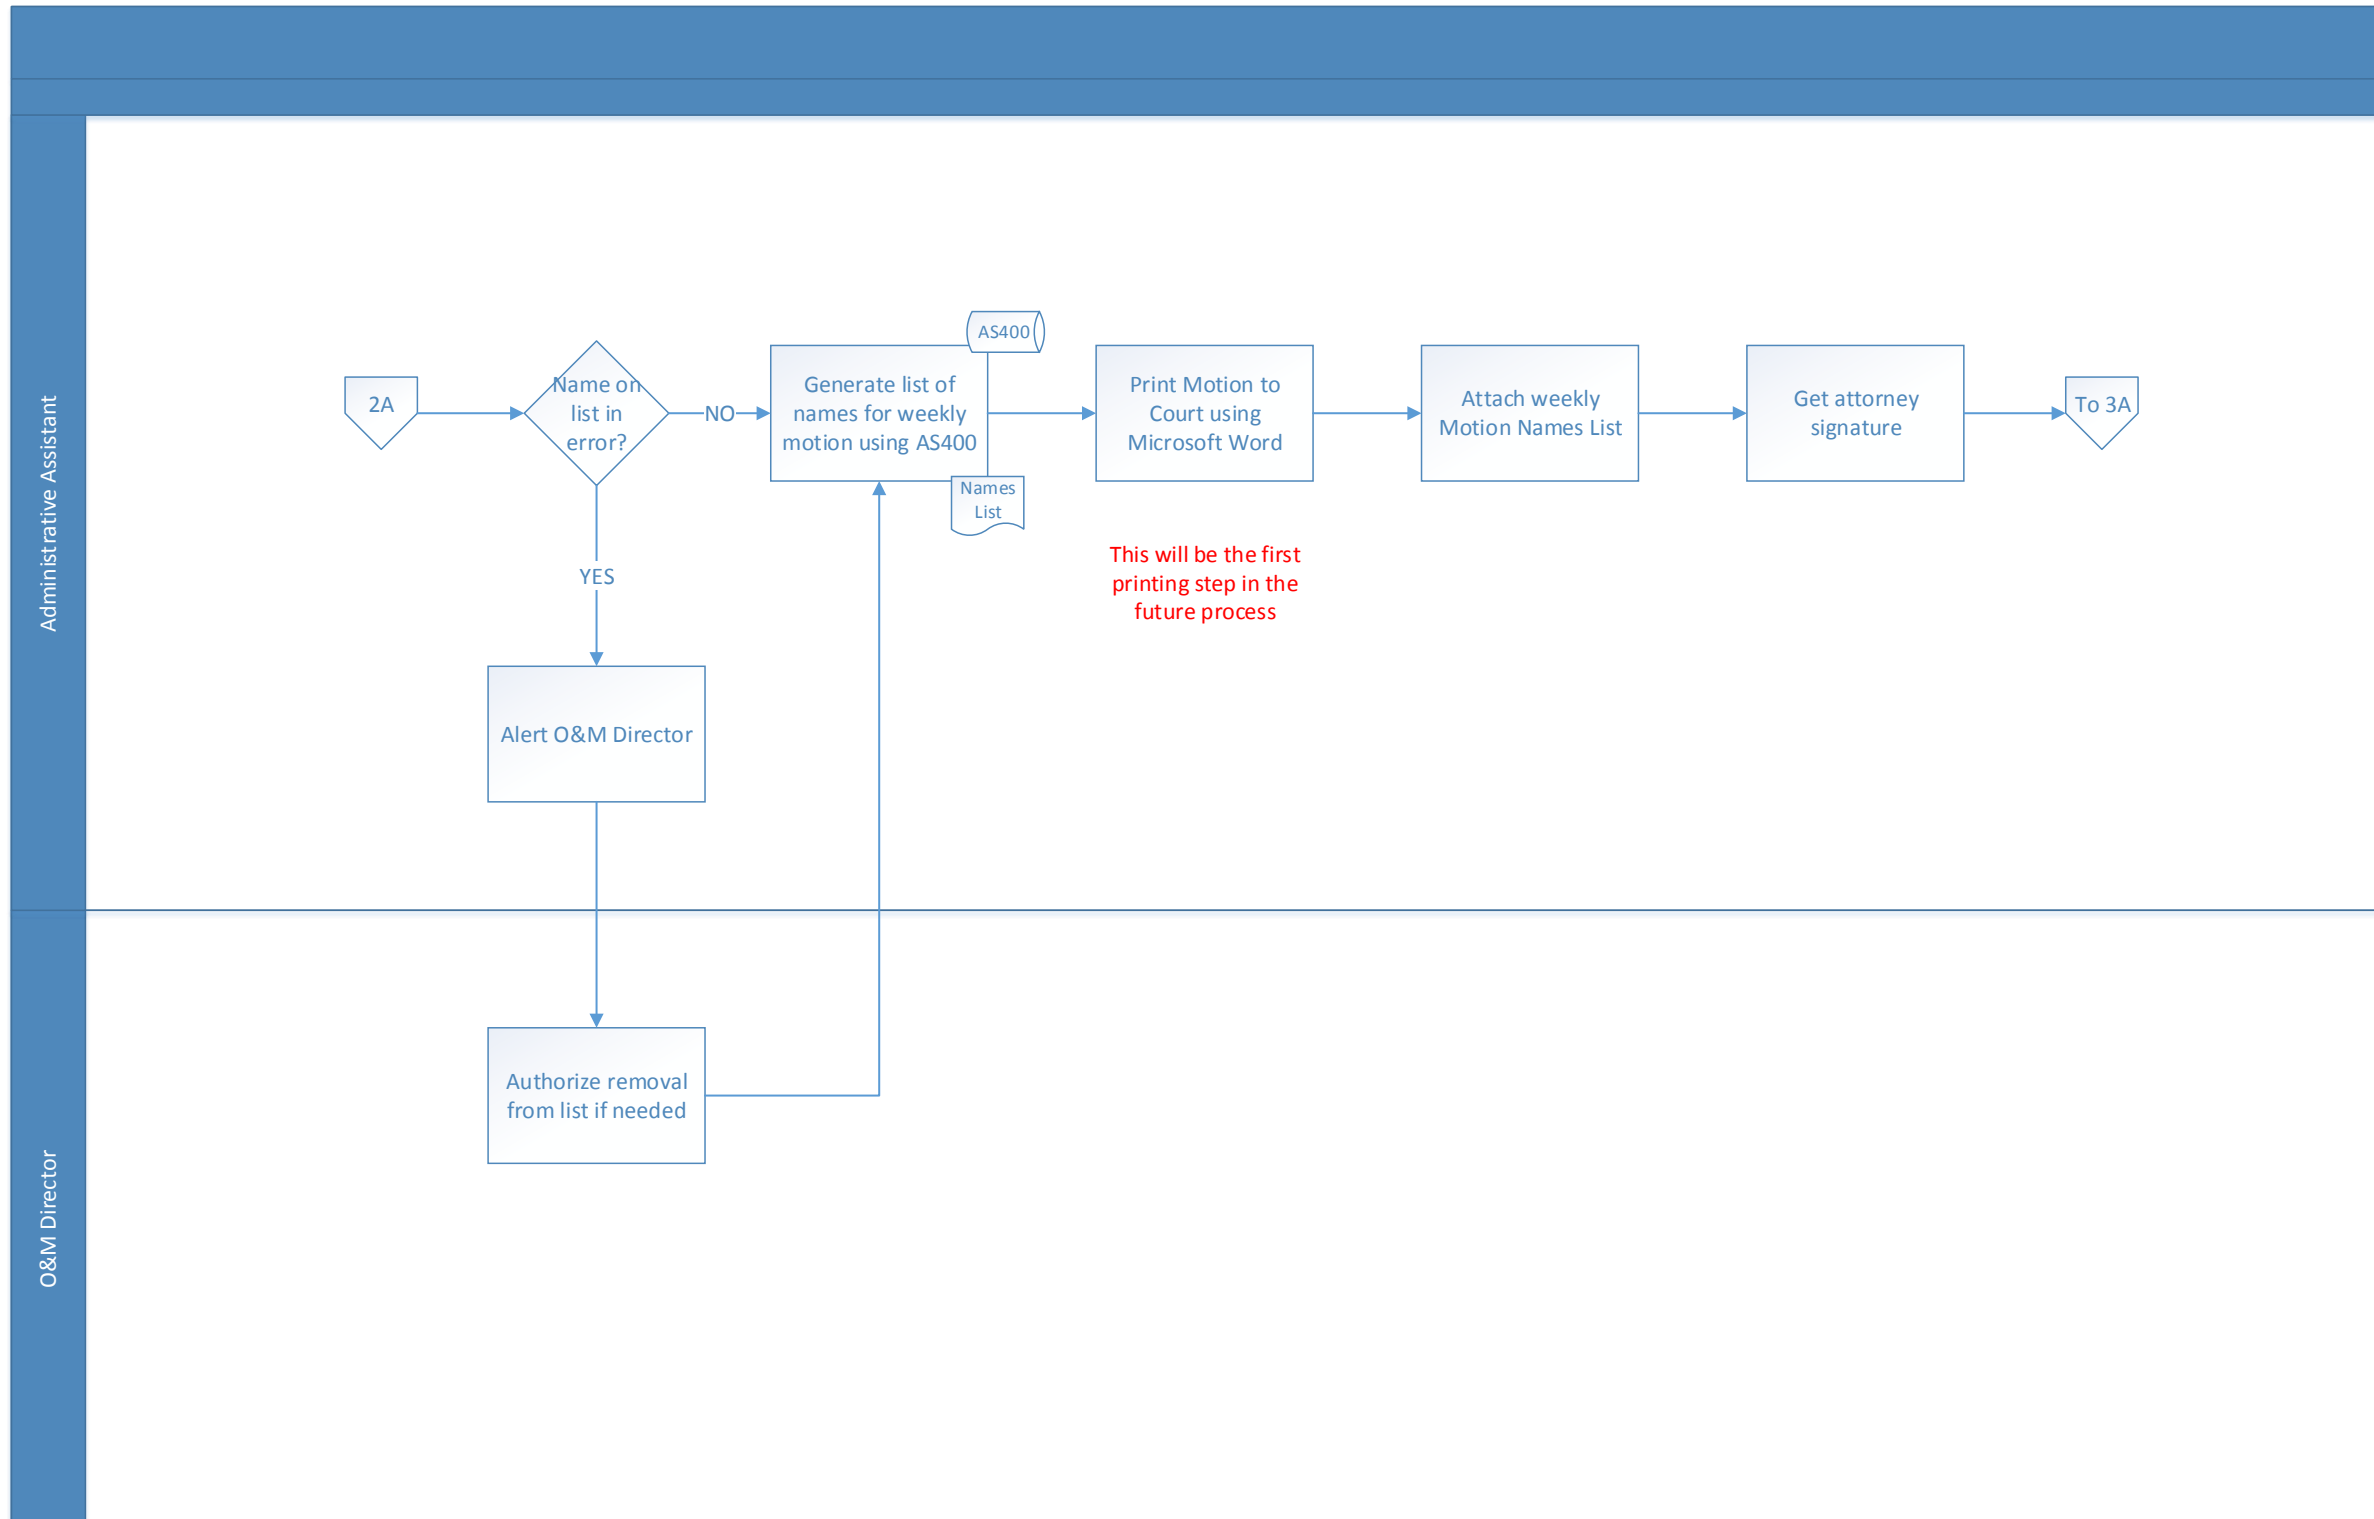 Administrative Assistant
2A
Name on
list in
error?
NO
YES
Generate list of
names for weekly
motion using AS400
AS400
Names
List
Print Motion to
Court using
Microsoft Word
This will be the first
printing step in the
future process
Attach weekly
Motion Names List
Get attorney
signature
To 3A
Alert O&M Director
O&M Director
Authorize removal
from list if needed